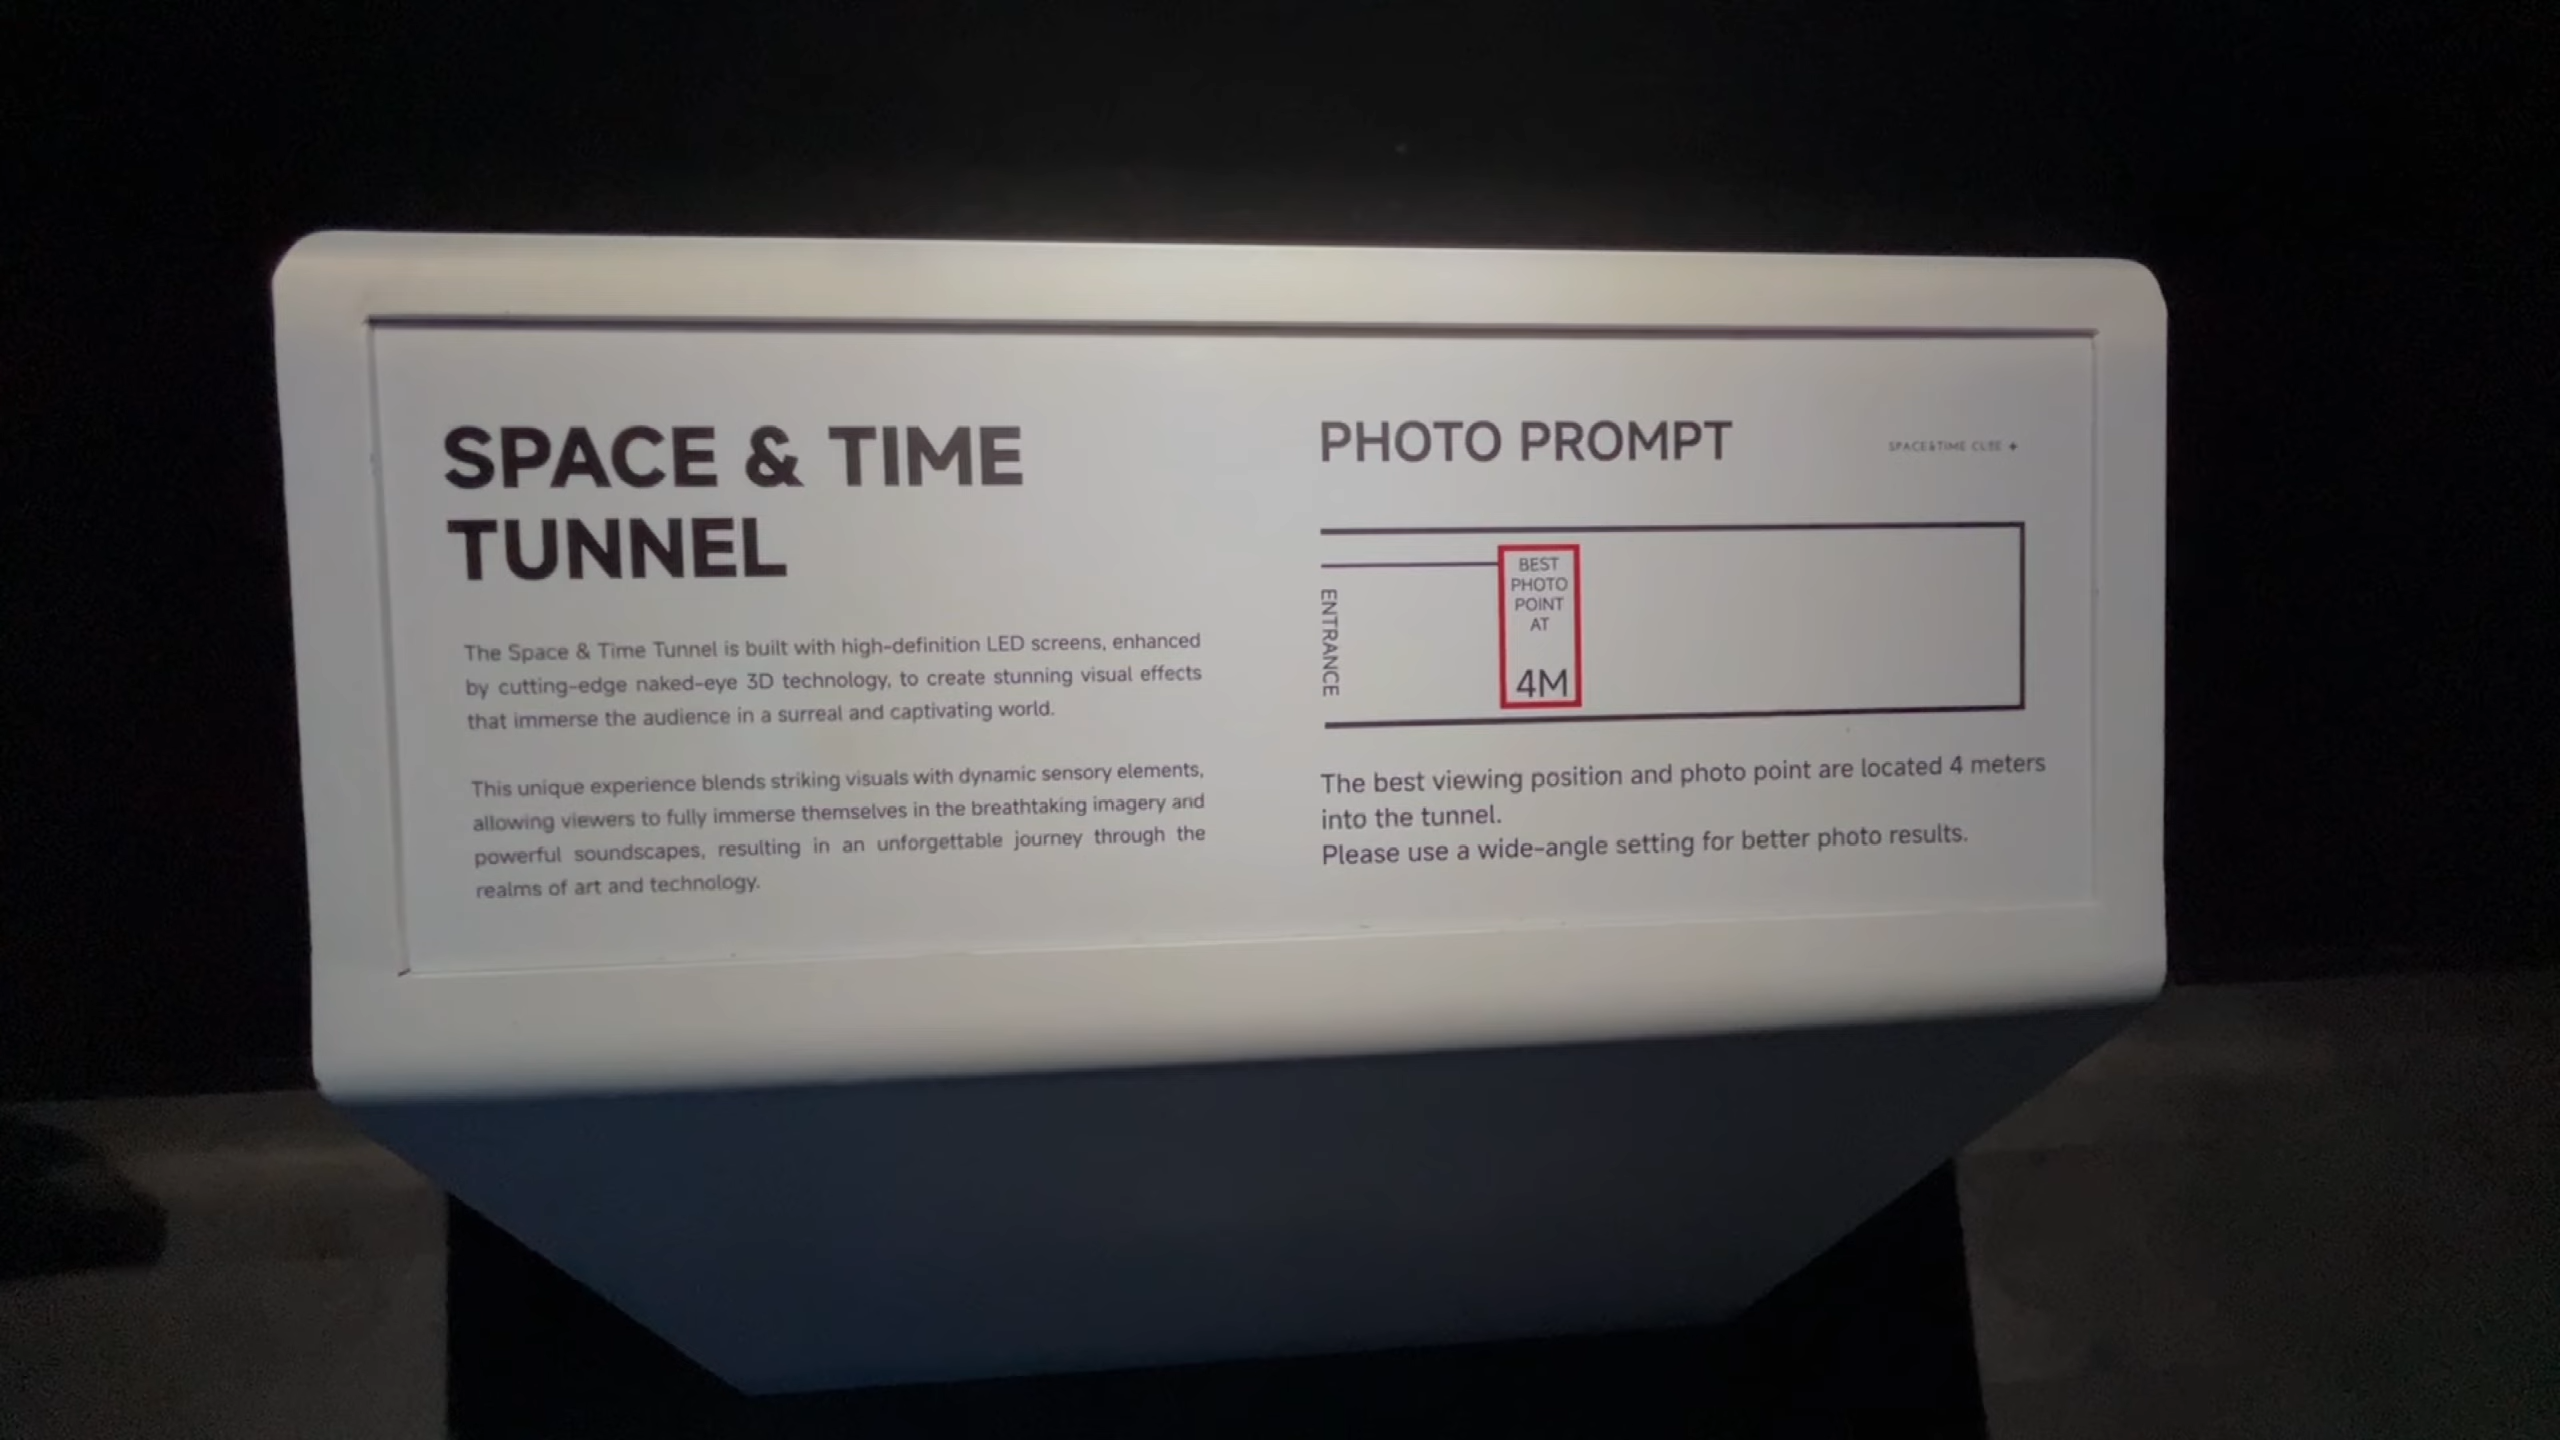 SPACE & TIME
TUNNEL
The Space & Time Tunnel is built with high-definition LED screens, enhanced
by cutting-edge naked-eye 3D technology, to create stunning visual effects
that immerse the audience in a surreal and captivating world.
This unique experience blends striking visuals with dynamic sensory elements,
allowing viewers to fully immerse themselves in the breathtaking imagery and
powerful soundscapes, resulting in an unforgettable journey through the
realms of art and technology.
PHOTO PROMPT
SPACE&TIME
ENTRANCE
BEST
PHOTO
POINT
AT
4M
The best viewing position and photo point are located 4 meters
into the tunnel.
Please use a wide-angle setting for better photo results.